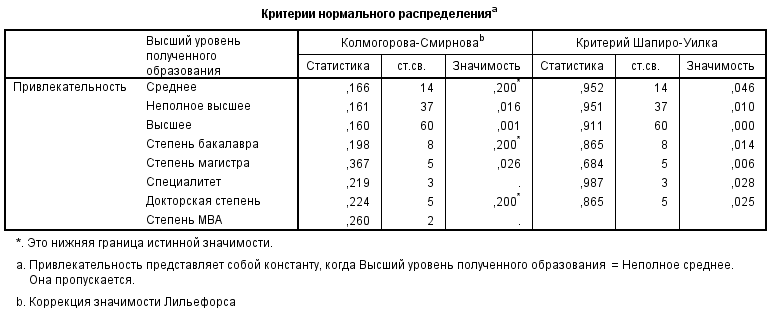 Критерии нормального распределения^a
Высший уровень полученного образования Колмогорова-Смирнова^b Критерий Шапиро-Уилка
Статистика ст.св. Значимость Статистика ст.св. Значимость
Привлекательность Среднее ,166 14 ,200* ,952 14 ,046
Неполное высшее ,161 37 ,016 ,951 37 ,010
Высшее ,160 60 ,001 ,911 60 ,000
Степень бакалавра ,198 8 ,200* ,865 8 ,014
Степень магистра ,367 5 ,026 ,684 5 ,006
Специалитет ,219 3 . ,987 3 ,028
Докторская степень ,224 5 ,200* ,865 5 ,025
Степень MBA ,260 2 .
*. Это нижняя граница истинной значимости.
a. Привлекательность представляет собой константу, когда Высший уровень полученного образования = Неполное среднее.
Она пропускается.
b. Коррекция значимости Лильефорса